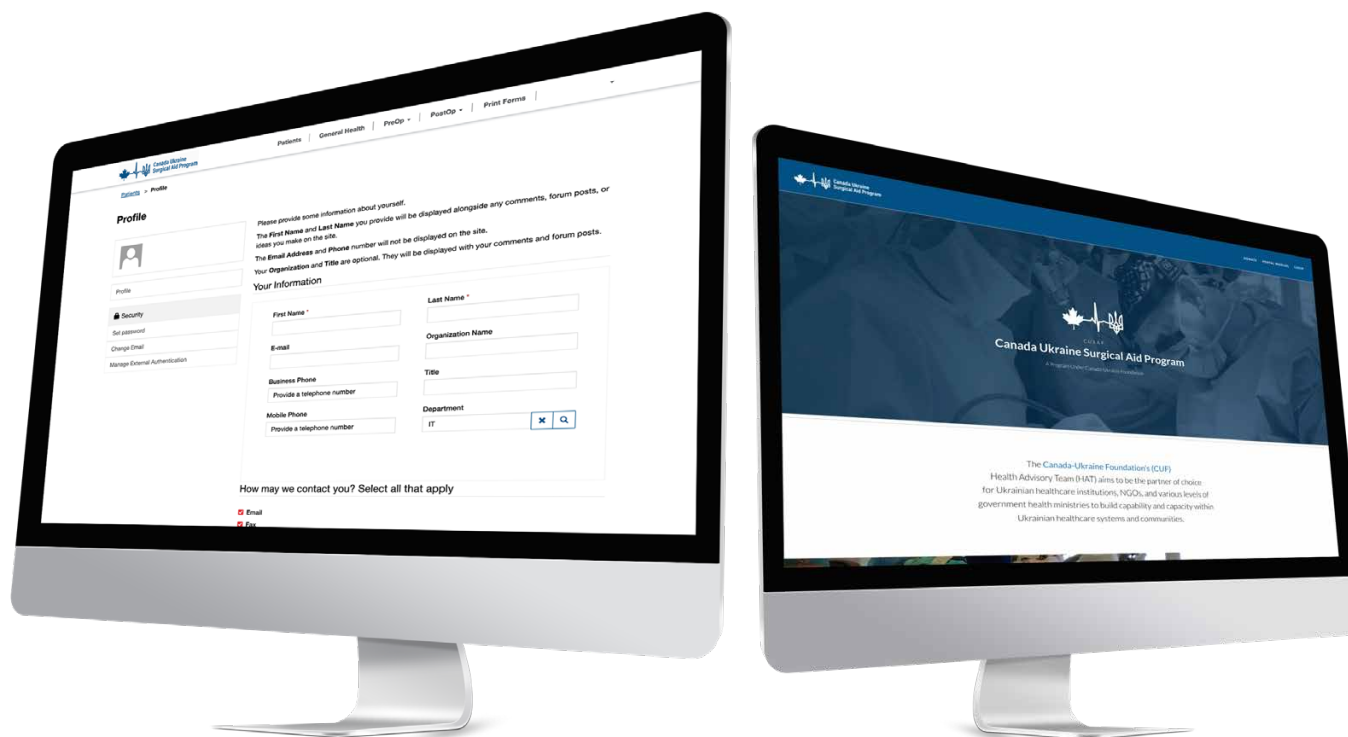 Canada Ukraine
Surgical Aid Program
Patients
General Health
PreOp
PostOp
Print Forms
Patients > Profile
Profile
Profile
Security
Set password
Change Email
Manage External Authentication
Please provide some information about yourself.
The First Name and Last Name you provide will be displayed alongside any comments, forum posts, or
ideas you make on the site.
The Email Address and Phone number will not be displayed on the site.
Your Organization and Title are optional. They will be displayed with your comments and forum posts.
Your Information
First Name *
Last Name *
E-mail
Organization Name
Business Phone
Provide a telephone number
Title
Mobile Phone
Provide a telephone number
Department
IT
How may we contact you? Select all that apply
Email
Fax
Canada Ukraine
Surgical Aid Program
DONATE
LOGIN
CUSAP
Canada Ukraine Surgical Aid Program
A Program Under Canada-Ukraine Foundation
The Canada-Ukraine Foundation's (CUF)
Health Advisory Team (HAT) aims to be the partner of choice
for Ukrainian healthcare institutions, NGOs, and various levels of
government health ministries to build capability and capacity within
Ukrainian healthcare systems and communities.